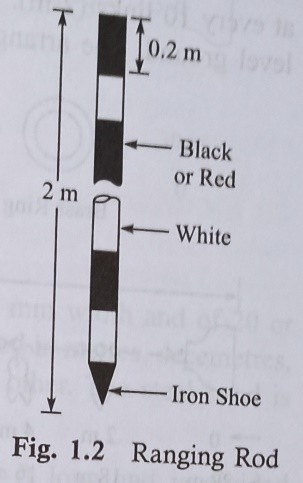 0.2 m
Black
or Red
2 m
White
Iron Shoe
Fig. 1.2 Ranging Rod